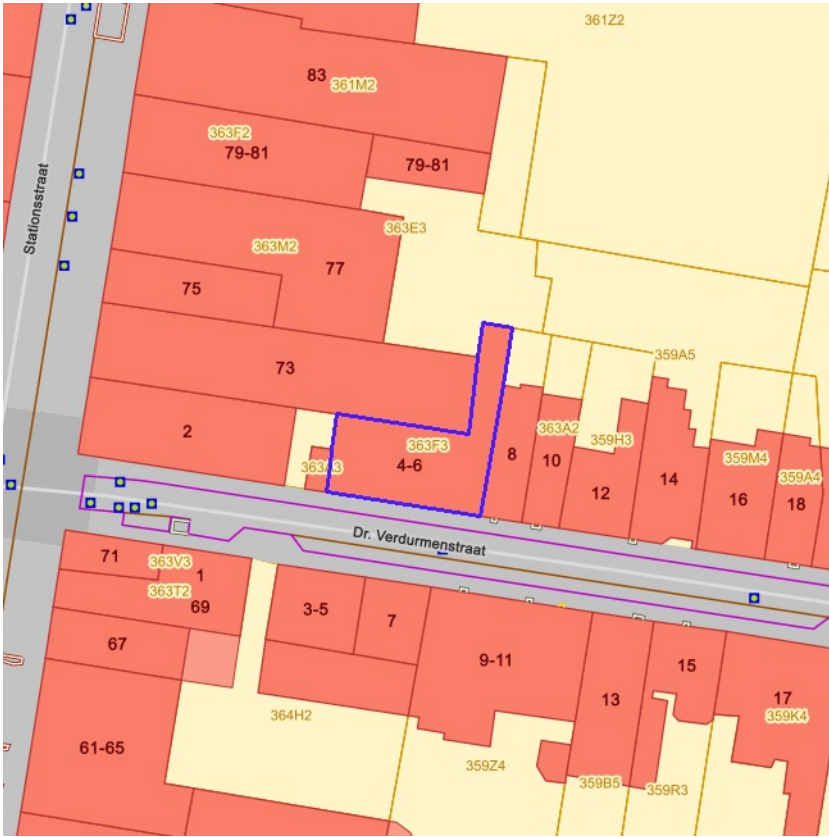 361Z2
83
361M2
363F2
79-81
79-81
Stationsstraat
363E3
363M2
77
75
73
359A5
2
363F3
363A3
4-6
8
363A2
10
359H3
12
14
359M4
16
359A4
18
Dr. Verdurmenstraat
71
363V3
1
363T2
69
3-5
7
67
9-11
15
13
17
359K4
364H2
61-65
359Z4
359B5
359R3